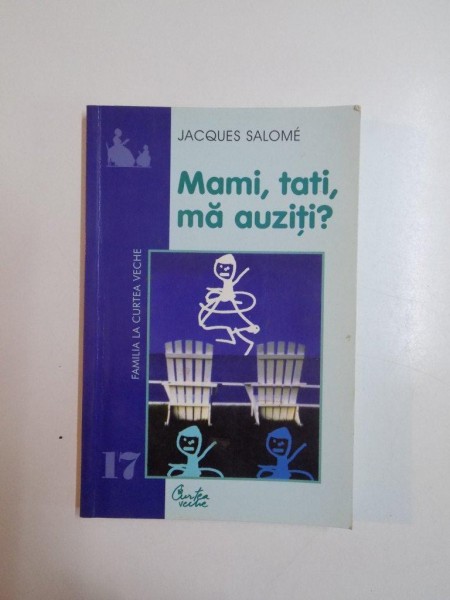 JACQUES SALOMÉ
Mami, tati,
mă auziți?
FAMILIA LA CURTEA VECHE
17
Curtea
veche